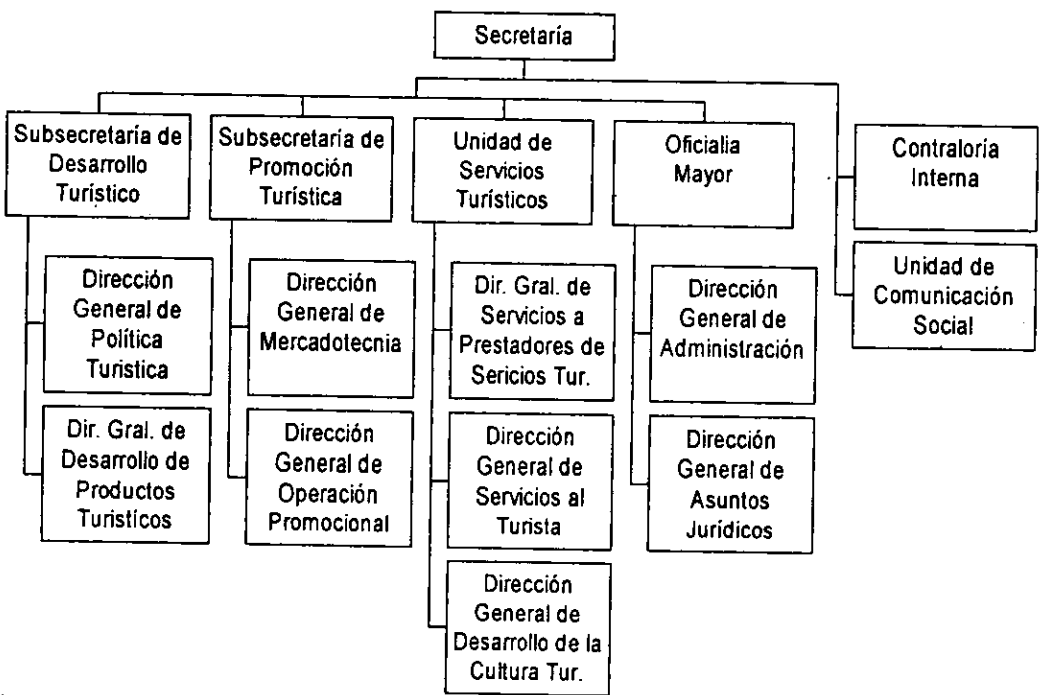 Secretaría
Subsecretaría de
Desarrollo
Turístico
Subsecretaría de
Promoción
Turística
Unidad de
Servicios
Turísticos
Oficialia
Mayor
Contraloría
Interna
Unidad de
Comunicación
Social
Dirección
General de
Política
Turistica
Dir. Gral. de
Desarrollo de
Productos
Turistícos
Dirección
General de
Mercadotecnia
Dirección
General de
Operación
Promocional
Dir. Gral. de
Servicios a
Prestadores de
Sericios Tur.
Dirección
General de
Servicios al
Turista
Dirección
General de
Desarrollo de la
Cultura Tur.
Dirección
General de
Administración
Dirección
General de
Asuntos
Jurídicos